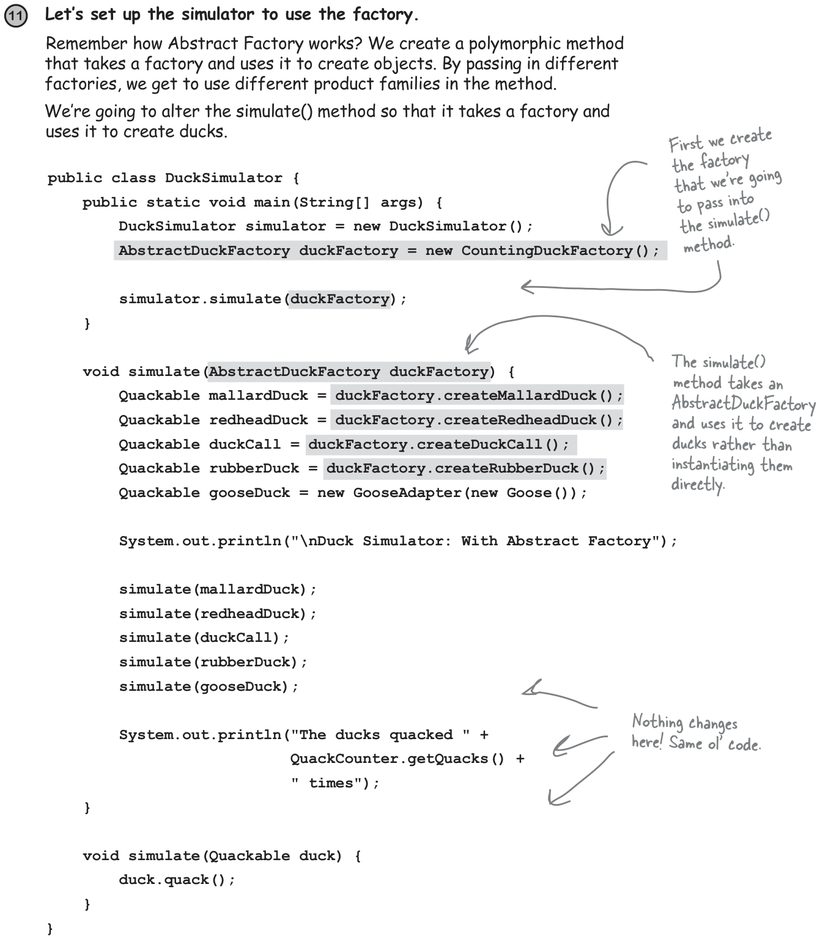 11 Let's set up the simulator to use the factory.
Remember how Abstract Factory works? We create a polymorphic method
that takes a factory and uses it to create objects. By passing in different
factories, we get to use different product families in the method.
We're going to alter the simulate() method so that it takes a factory and
uses it to create ducks.
public class DuckSimulator {
public static void main(String[] args) {
DuckSimulator simulator = new DuckSimulator();
AbstractDuckFactory duckFactory = new CountingDuckFactory();
simulator.simulate(duckFactory);
}
First we create
the factory
that we're going
to pass into
the simulate()
method.
void simulate(AbstractDuckFactory duckFactory) {
Quackable mallardDuck = duckFactory.createMallardDuck();
Quackable redheadDuck = duckFactory.createRedheadDuck();
Quackable duckCall = duckFactory.createDuckCall();
Quackable rubberDuck = duckFactory.createRubberDuck();
Quackable gooseDuck = new GooseAdapter(new Goose());
The simulate()
method takes an
AbstractDuckFactory
and uses it to create
ducks rather than
instantiating them
directly.
System.out.println("\nDuck Simulator: With Abstract Factory");
simulate(mallardDuck);
simulate(redheadDuck);
simulate(duckCall);
simulate(rubberDuck);
simulate(gooseDuck);
System.out.println("The ducks quacked " +
QuackCounter.getQuacks() +
" times");
}
Nothing changes
here! Same ol' code.
void simulate(Quackable duck) {
duck.quack();
}
}